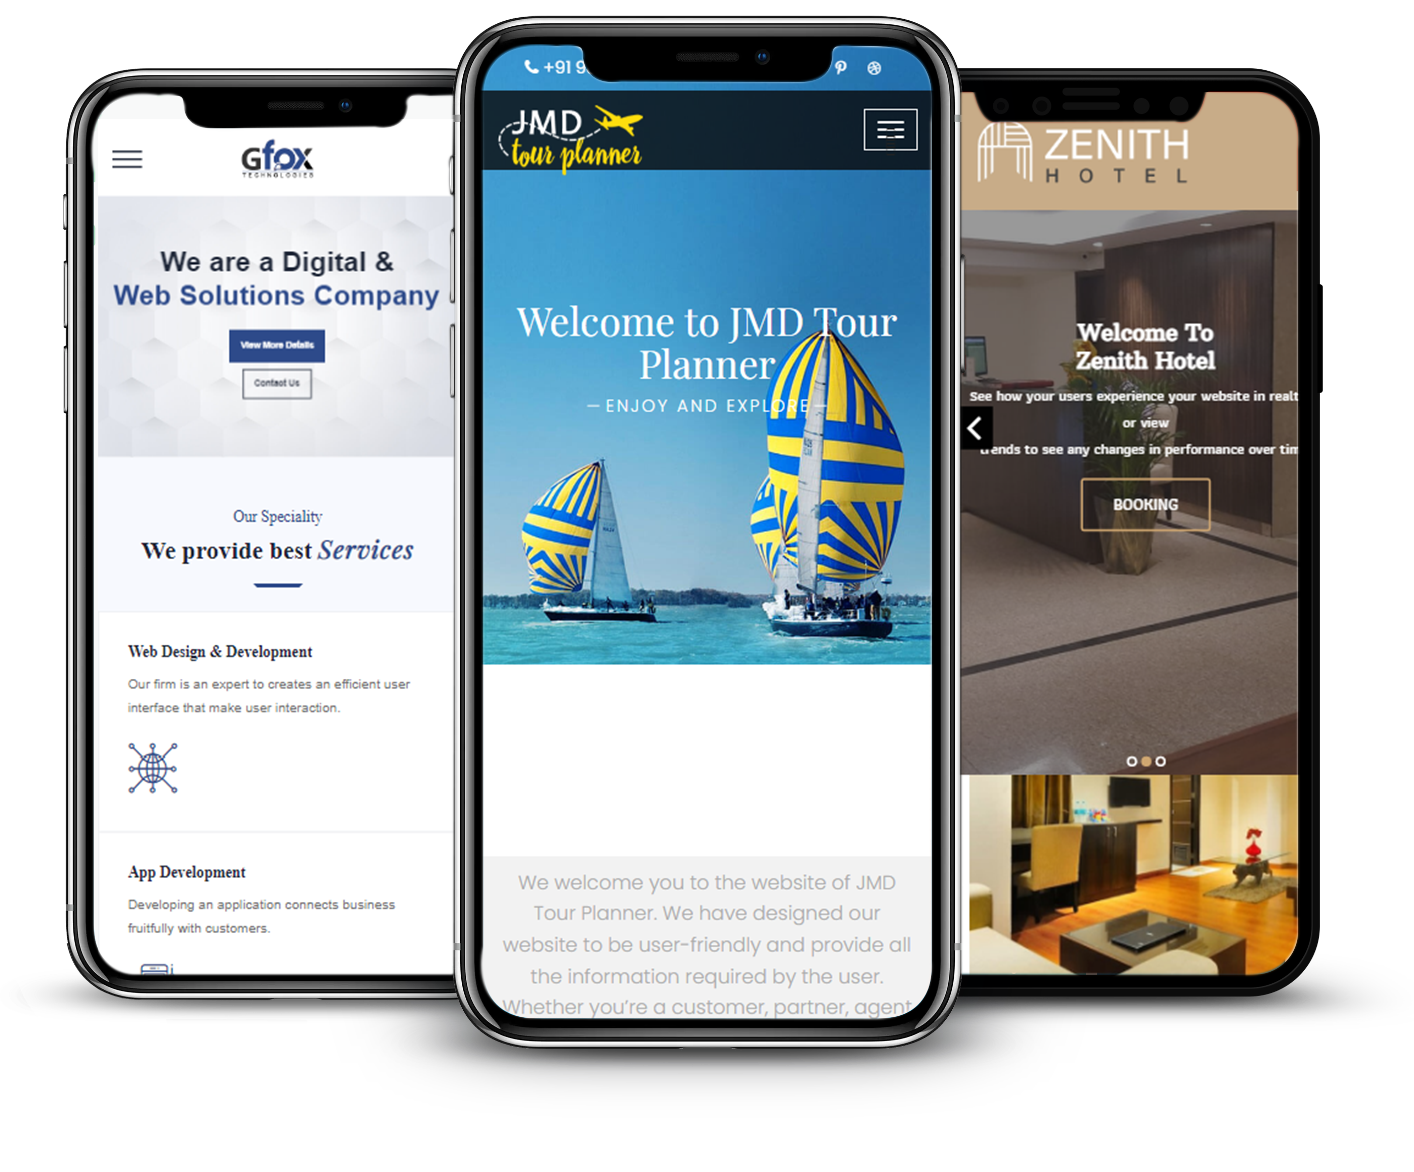 GFOX
TECHNOLOGIES
We are a Digital &
Web Solutions Company
View More Details
Contact Us
Our Speciality
We provide best Services
Web Design & Development
Our firm is an expert to creates an efficient user
interface that make user interaction.
App Development
Developing an application connects business
fruitfully with customers.
+91 9
JMD
tour planner
Welcome to JMD Tour
Planner
ENJOY AND EXPLORE
We welcome you to the website of JMD
Tour Planner. We have designed our
website to be user-friendly and provide all
the information required by the user.
Whether you're a customer, partner, agent
ZENITH
HOTEL
Welcome To
Zenith Hotel
See how your users experience your website in realt
or view
trends to see any changes in performance over tim
BOOKING